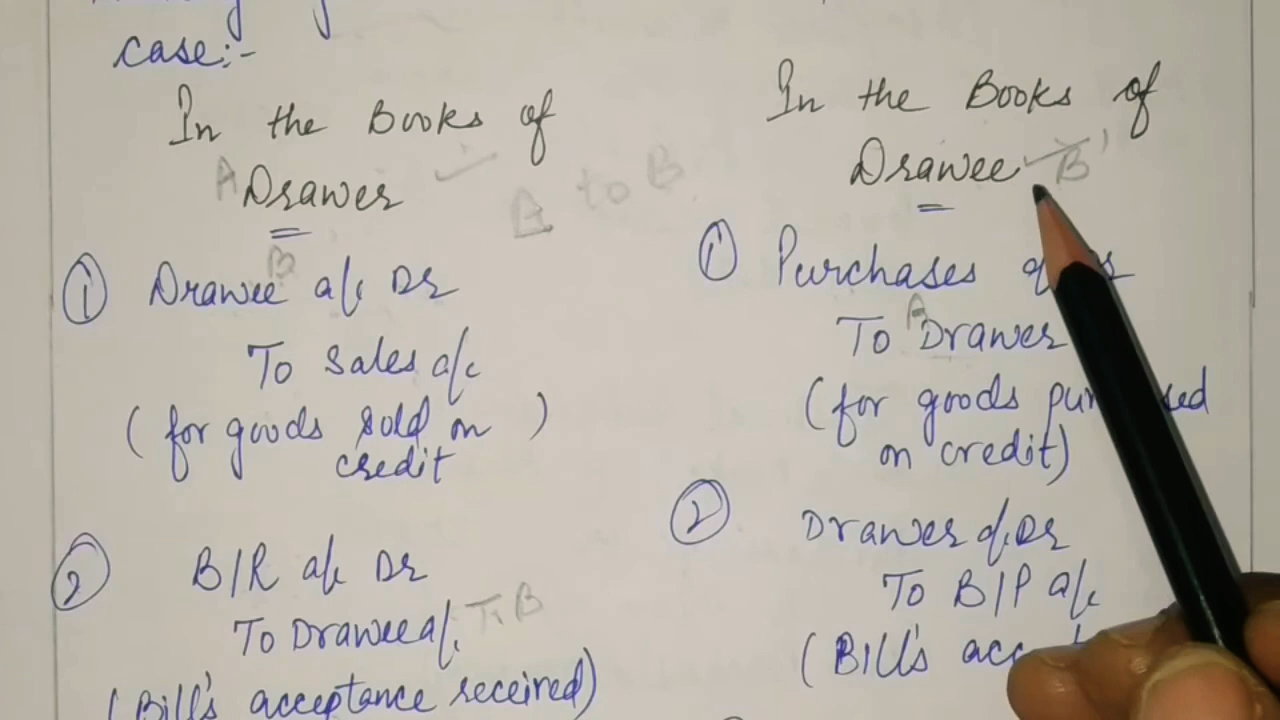 case:-
In the Books of
A Drawer
A to B
① B Drawee a/c Dr
To Sales a/c
(for goods sold on credit)
② B/R a/c Dr
To Drawee a/c To B
(Bill's acceptance received)
In the Books of
Drawee B
① Purchases
To A Drawer
(for goods
on credit)
② Drawer a/c Dr
To B/P a/c
(Bill's